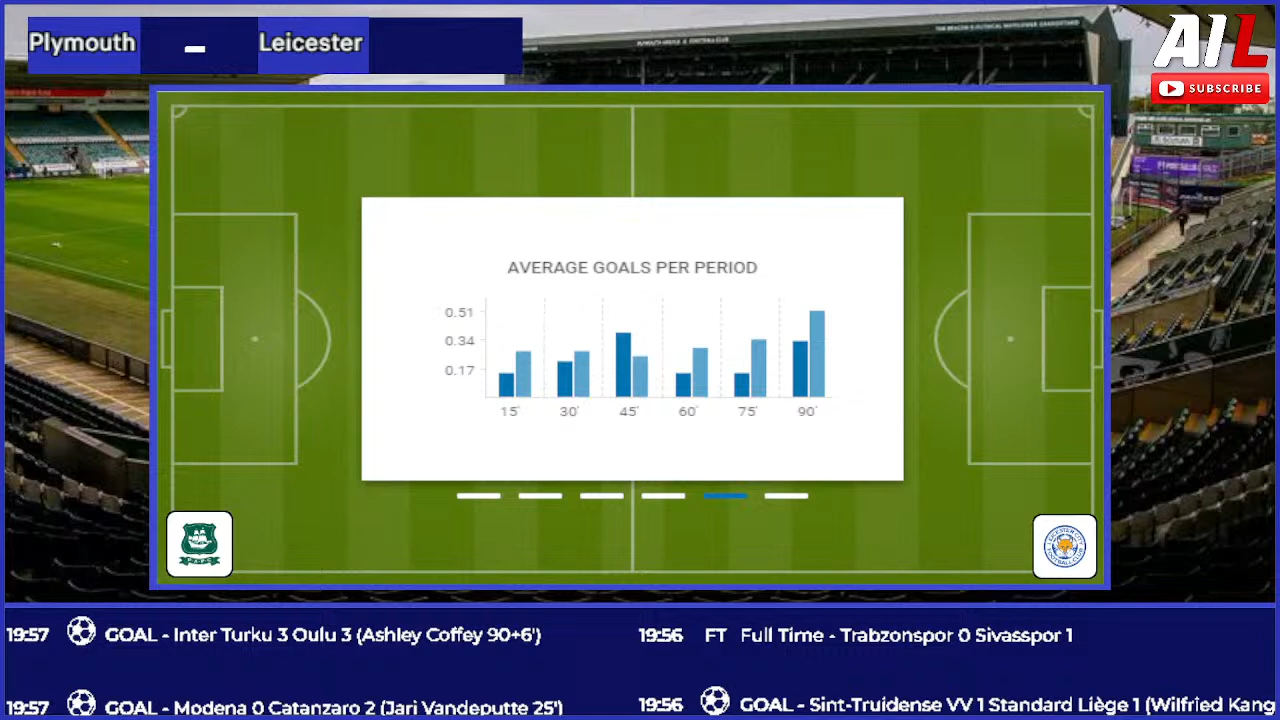 Plymouth - Leicester
AIL
SUBSCRIBE
AVERAGE GOALS PER PERIOD
0.51
0.34
0.17
15' 30' 45' 60' 75' 90'
19:57 GOAL - Inter Turku 3 Oulu 3 (Ashley Coffey 90+6')
19:56 FT Full Time - Trabzonspor 0 Sivasspor 1
19:57 GOAL - Modena 0 Catanzaro 2 (Jari Vandeputte 25')
19:56 GOAL - Sint-Truidense VV 1 Standard Liège 1 (Wilfried Kang